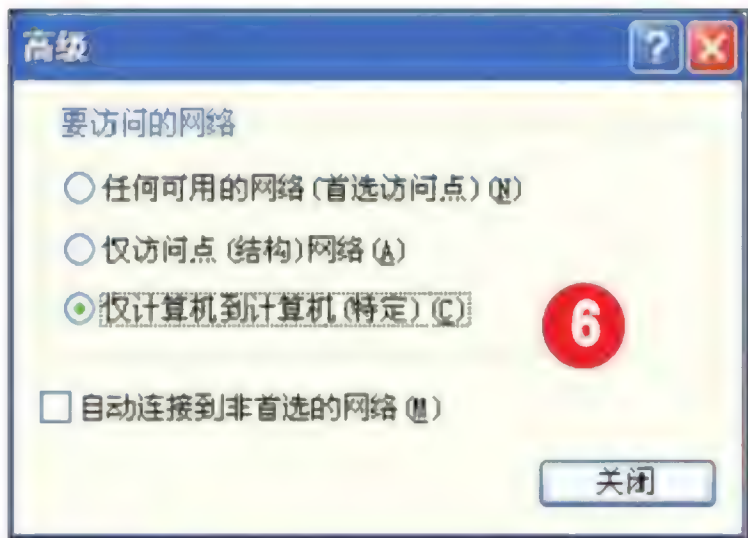 高级
要访问的网络
任何可用的网络(首选访问点)(N)
仅访问点(结构)网络(A)
仅计算机到计算机(特定)(C)
6
自动连接到非首选的网络(M)
关闭